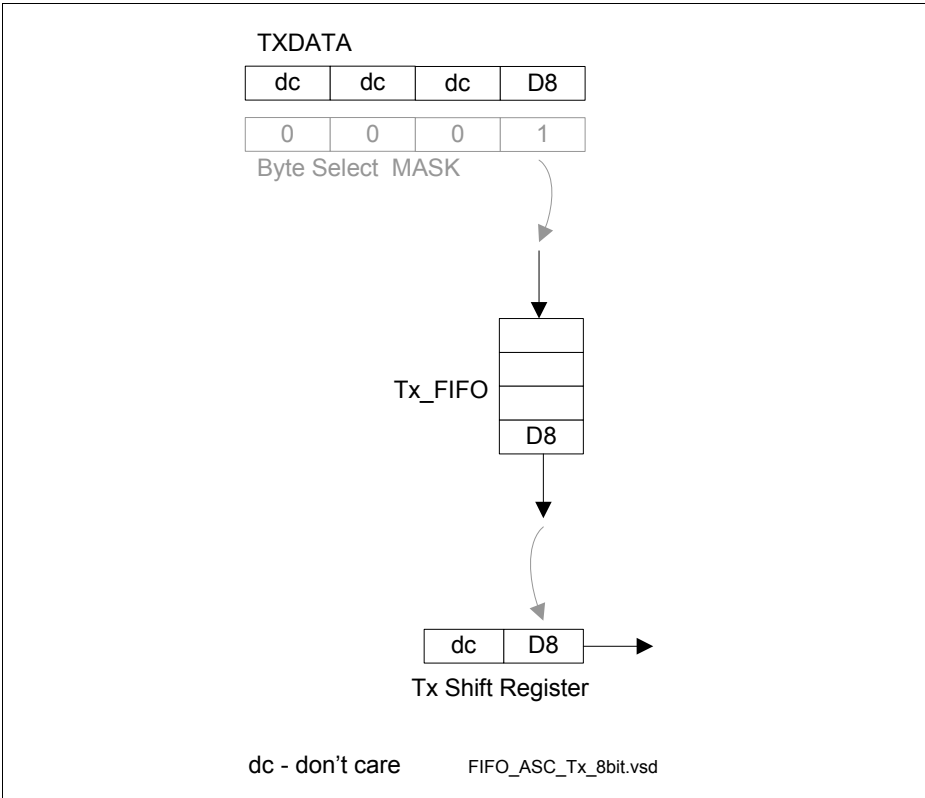 TXDATA
dc dc dc D8
0 0 0 1
Byte Select MASK
Tx_FIFO
D8
dc D8
Tx Shift Register
dc - don't care FIFO_ASC_Tx_8bit.vsd